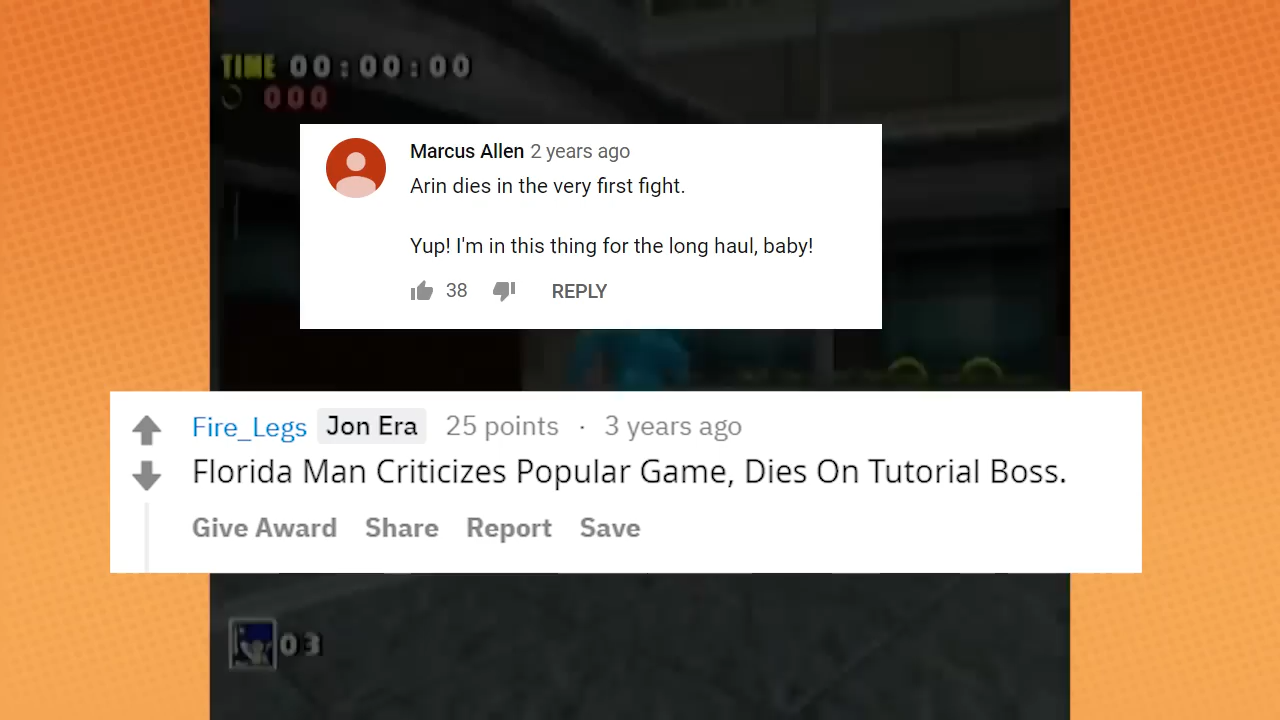 TIME 00:00:00
000
Marcus Allen 2 years ago
Arin dies in the very first fight.
Yup! I'm in this thing for the long haul, baby!
38 REPLY
Fire_Legs Jon Era 25 points · 3 years ago
Florida Man Criticizes Popular Game, Dies On Tutorial Boss.
Give Award Share Report Save
03